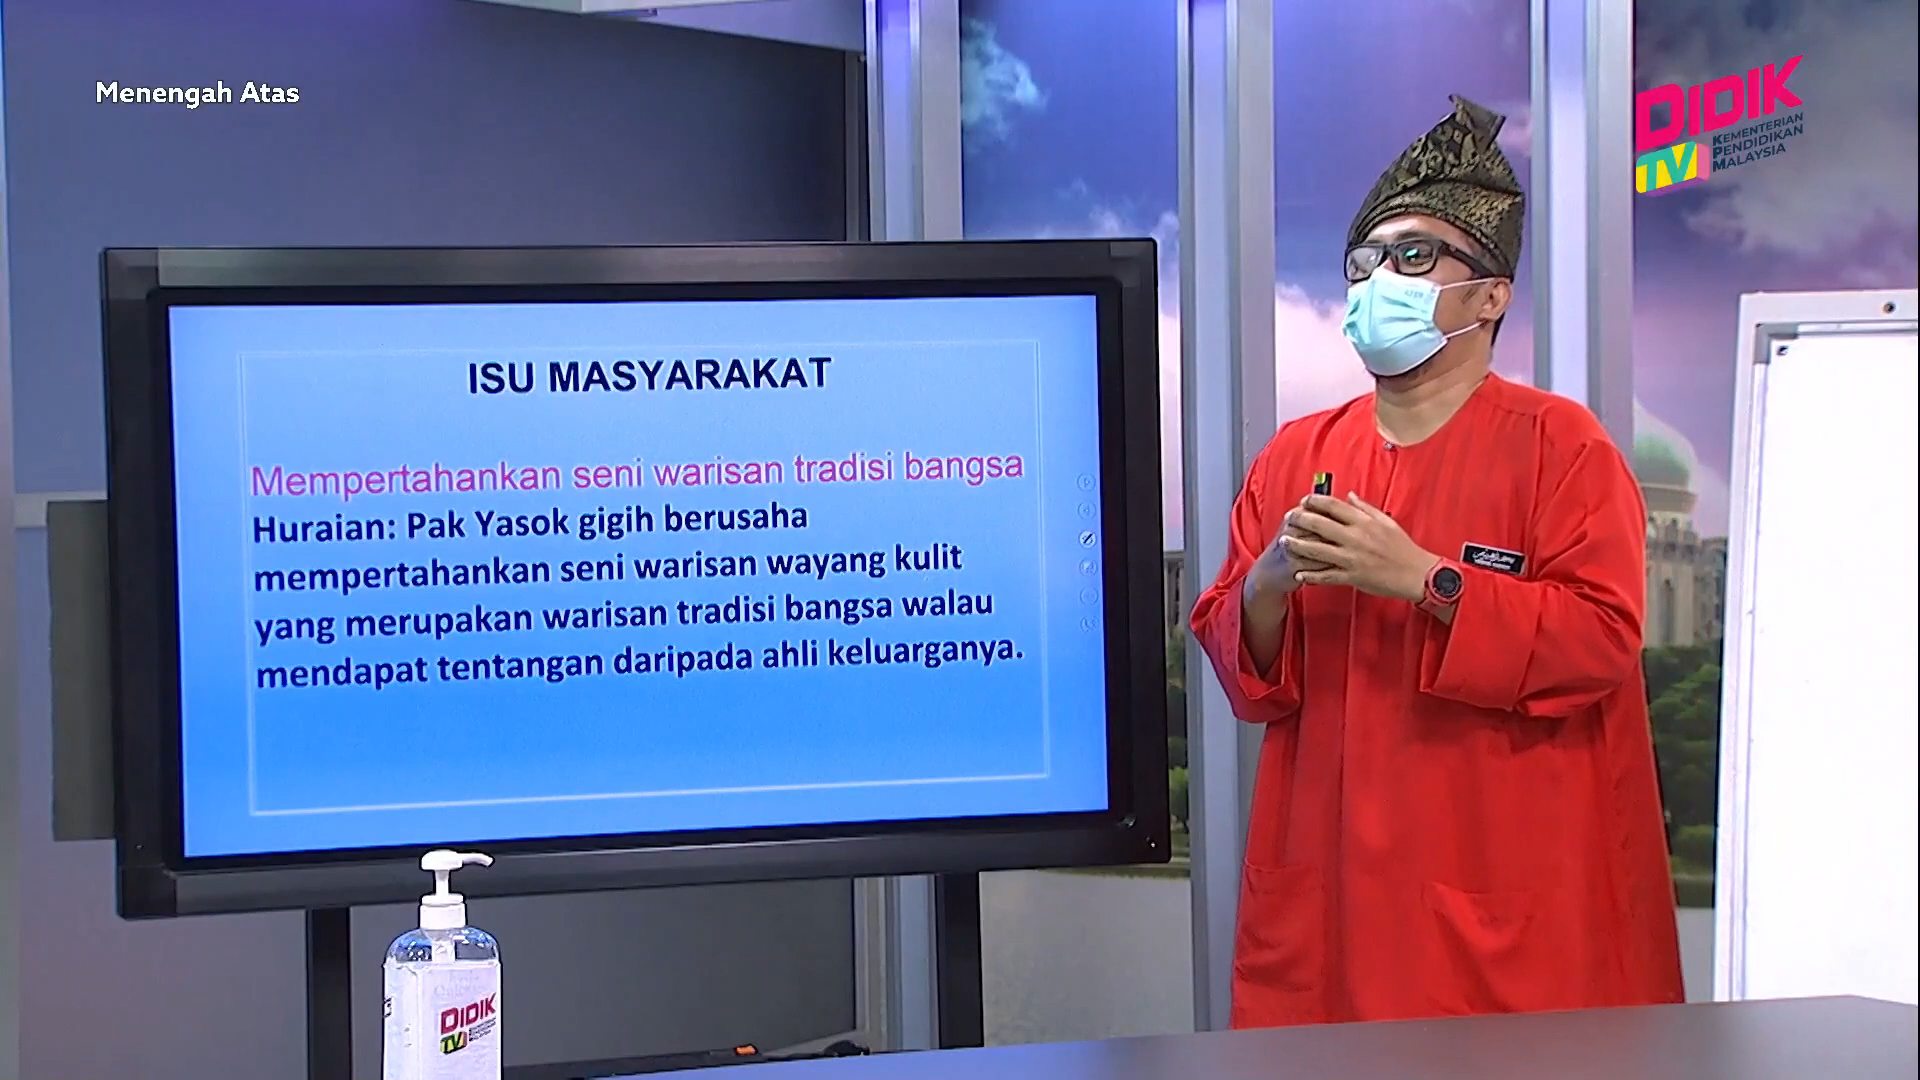 Menengah Atas
DIDIK
TV
KEMENTERIAN
PENDIDIKAN
MALAYSIA
ISU MASYARAKAT
Mempertahankan seni warisan tradisi bangsa
Huraian: Pak Yasok gigih berusaha
mempertahankan seni warisan wayang kulit
yang merupakan warisan tradisi bangsa walau
mendapat tentangan daripada ahli keluarganya.
DIDIK
TV